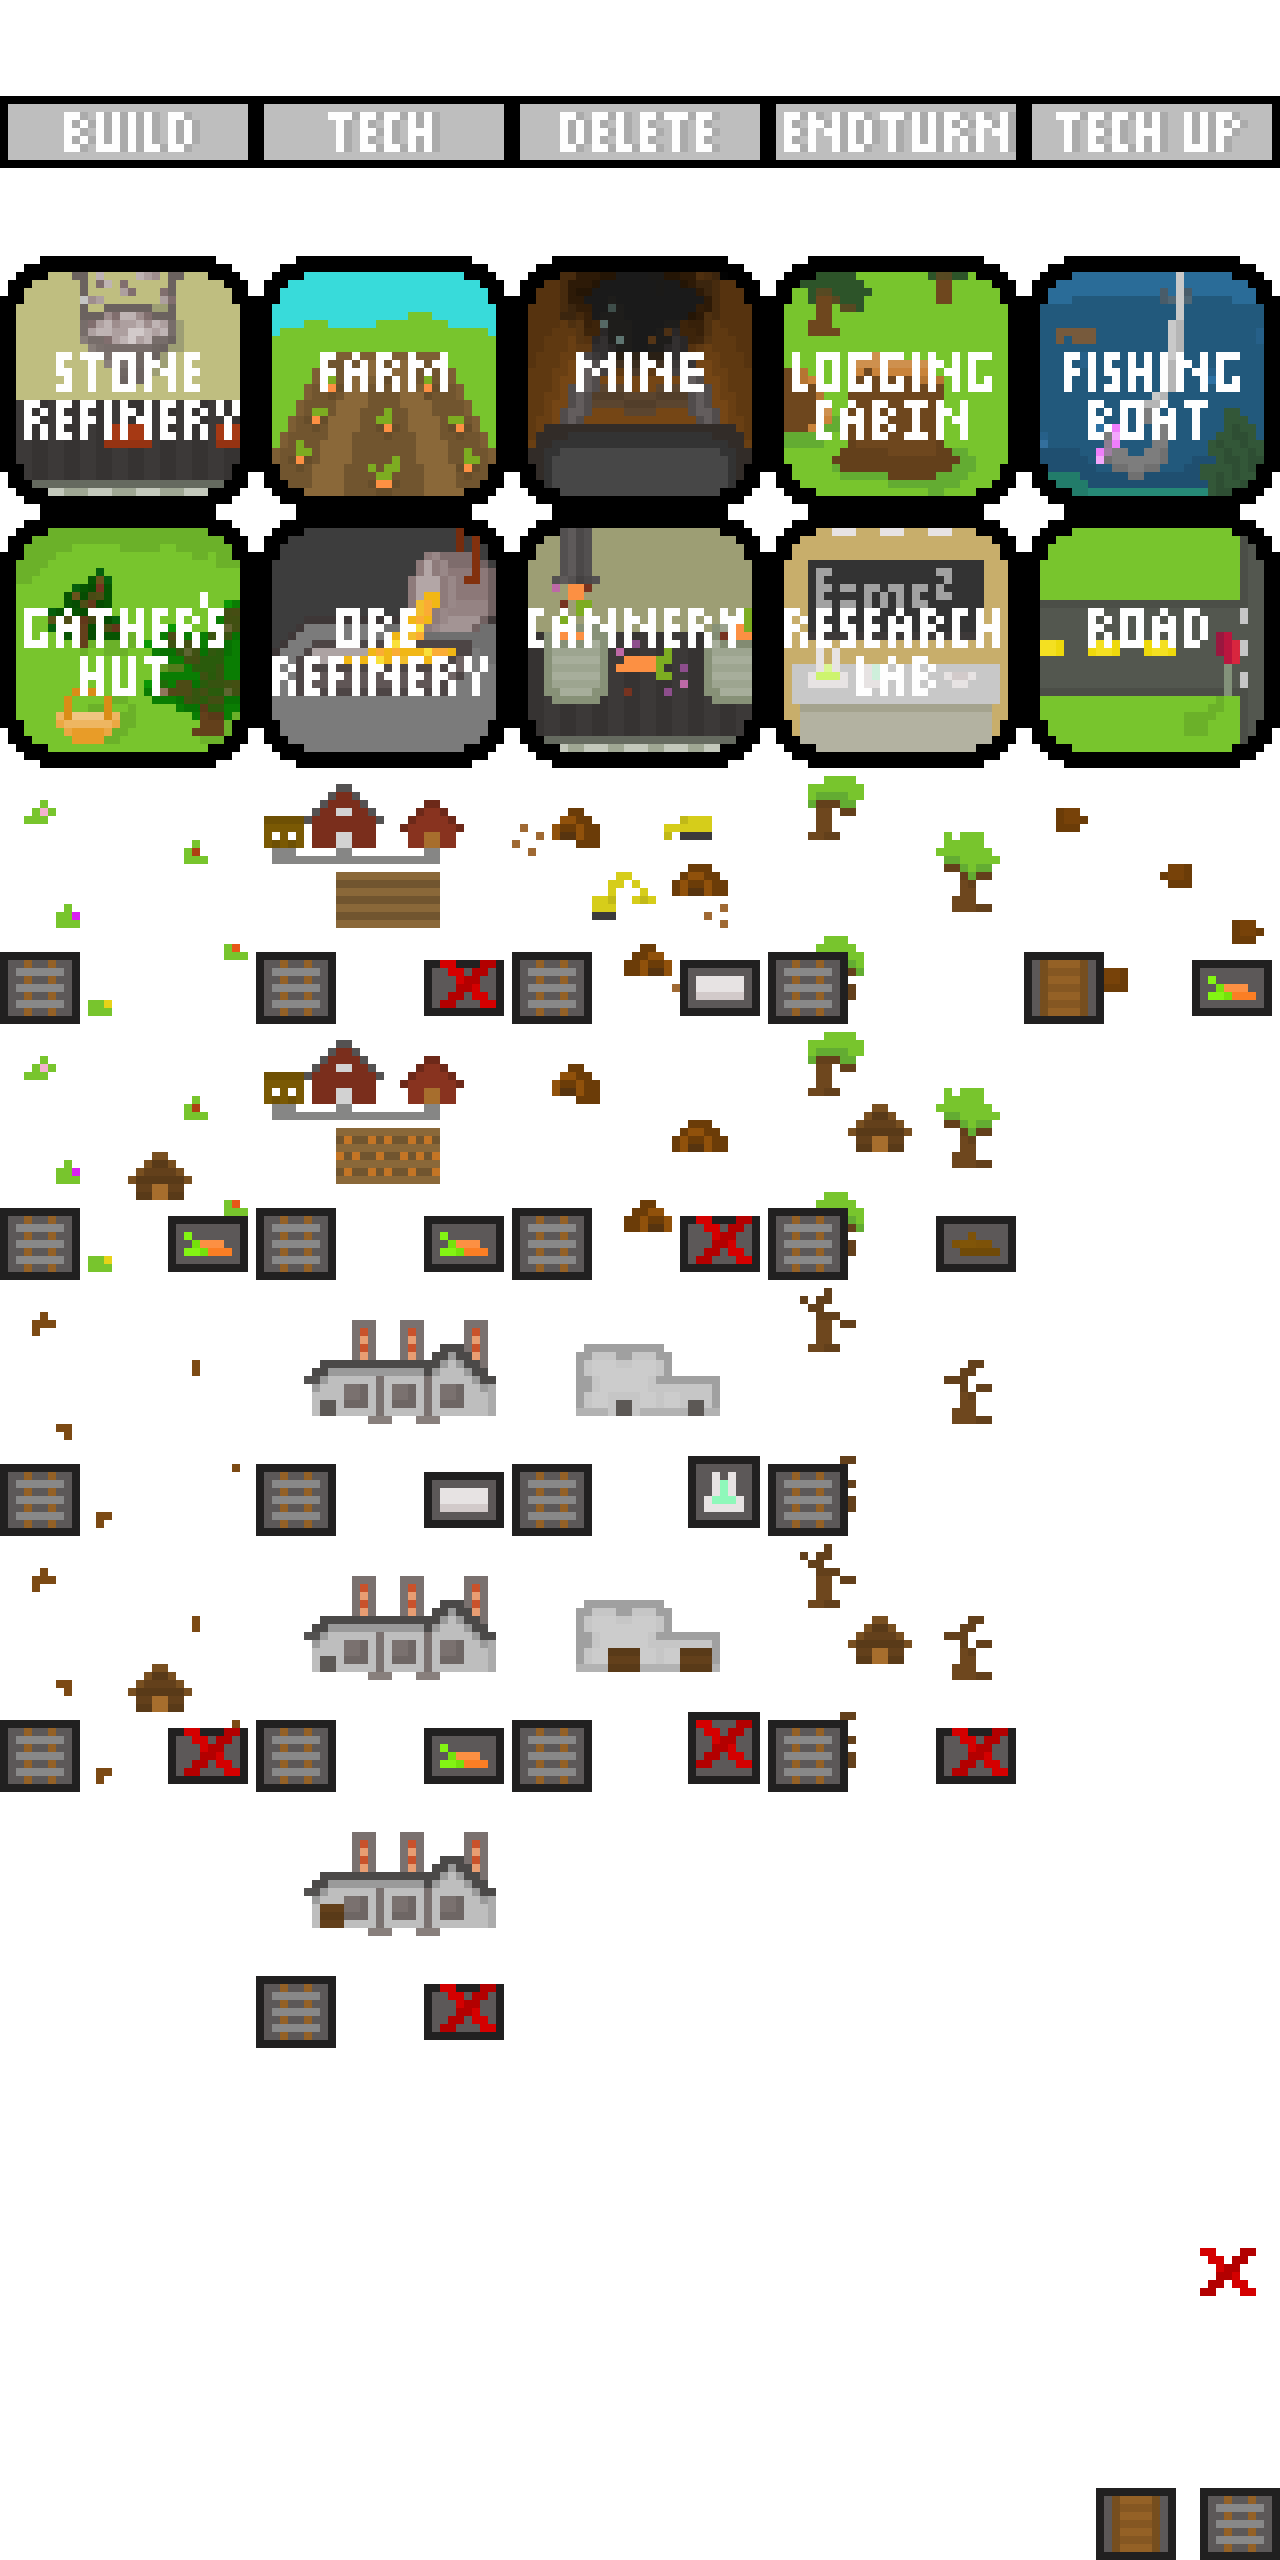 BUILD TECH DELETE ENDTURN TECH UP
STONE
REFINERY
FARM
MINE
LOGGING
CABIN
FISHING
BOAT
GATHER'S
HUT
ORE
REFINERY
CANNERY
E=mc²
RESEARCH
LAB
ROAD